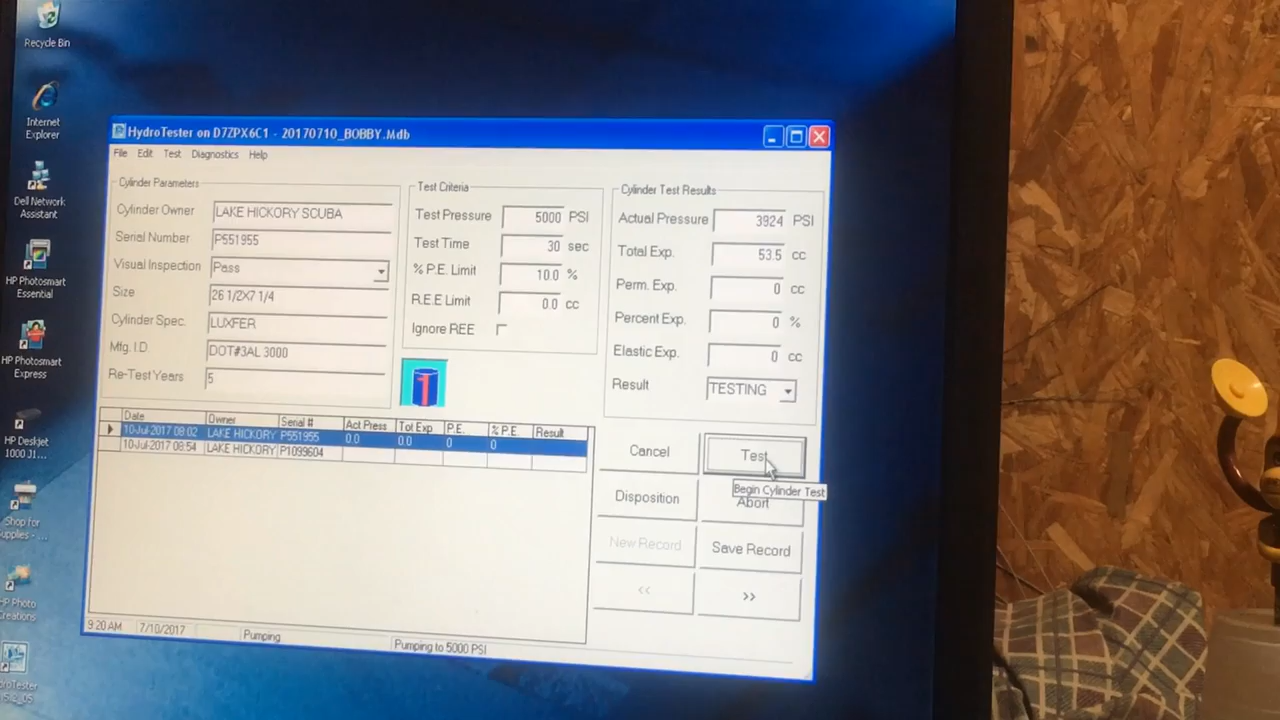 Recycle Bin
Internet
Explorer
Dell Network
Assistant
HP Photosmart
Essential
HP Photosmart
Express
HP Deskjet
1000 J1...
Shop for
HydroTester on D7ZPX6C1 - 20170710_BOBBY.Mdb
File Edit Test Diagnostics Help
Cylinder Parameters
Cylinder Owner LAKE HICKORY SCUBA
Serial Number P551955
Visual Inspection Pass
Size 26 1/2X7 1/4
Cylinder Spec. LUXFER
Mfg. I.D DOT#3AL 3000
Re-Test Years 5
Test Criteria
Test Pressure 5000 PSI
Test Time 30 sec
% P.E. Limit 10.0 %
R.E.E Limit 0.0 cc
Ignore REE
1
Cylinder Test Results
Actual Pressure 3924 PSI
Total Exp. 53.5 cc
Perm. Exp. 0 cc
Percent Exp. 0 %
Elastic Exp. 0 cc
Result TESTING
Date Owner Serial # Act Press Tot Exp P.E. % P.E. Result
10-Jul-2017 08:02 LAKE HICKORY P551955 0.0 0.0 0 0
10-Jul-2017 08:54 LAKE HICKORY P1099604
Cancel Test
Begin Cylinder Test
Disposition Abort
New Record Save Record
<< >>
9:20 AM 7/10/2017 Pumping Pumping to 5000 PSI